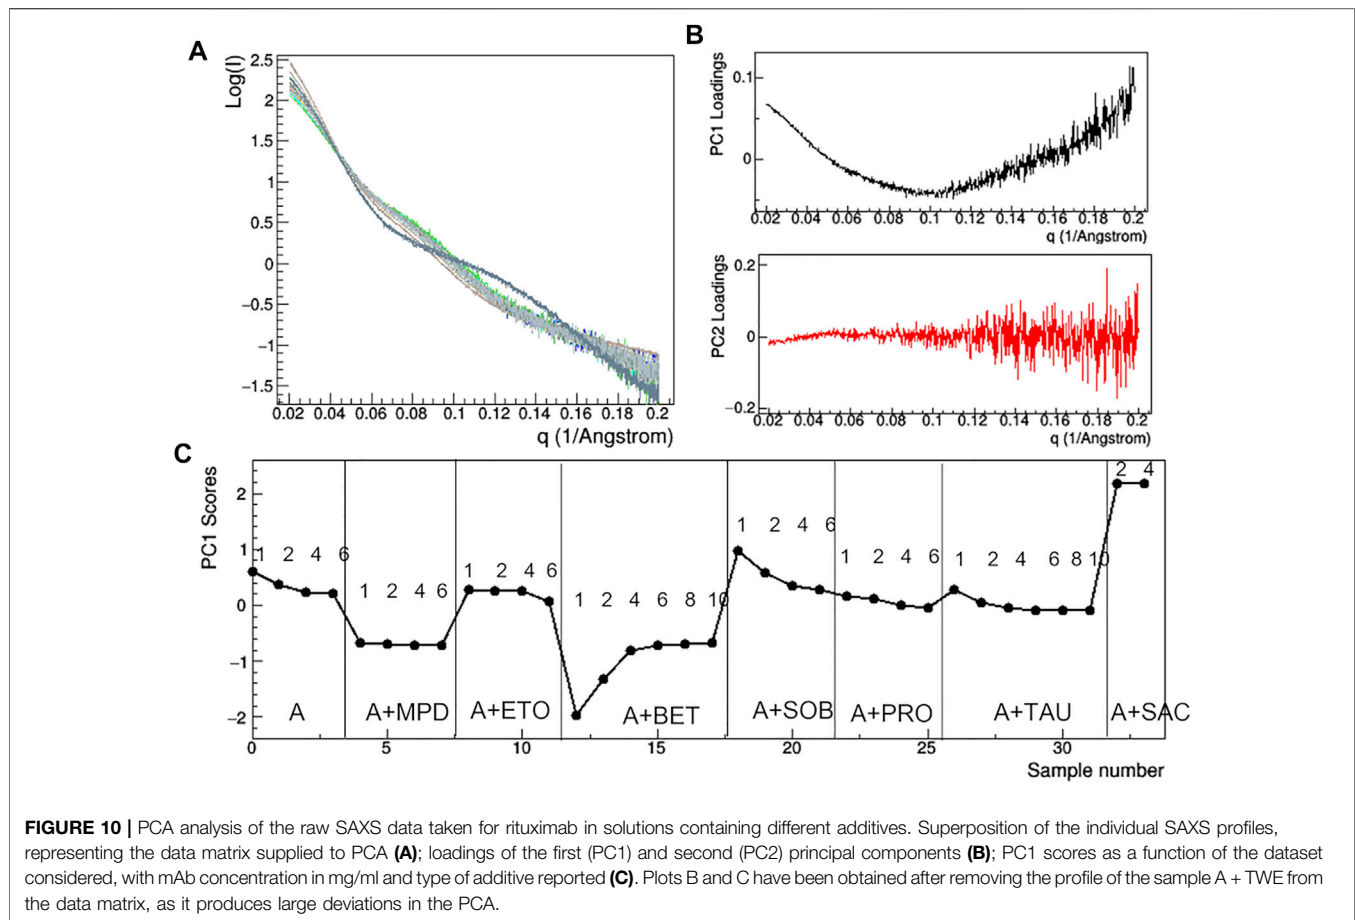 A
Log(I)
2.5
2
1.5
1
0.5
0
−0.5
−1
−1.5
0.02 0.04 0.06 0.08 0.1 0.12 0.14 0.16 0.18 0.2
q (1/Angstrom)
B
PC1 Loadings
0.1
0
0.02 0.04 0.06 0.08 0.1 0.12 0.14 0.16 0.18 0.2
q (1/Angstrom)
PC2 Loadings
0.2
0
−0.2
0.02 0.04 0.06 0.08 0.1 0.12 0.14 0.16 0.18 0.2
q (1/Angstrom)
C
PC1 Scores
2
1
0
−1
−2
1 2 4 6
1 2 4 6
1 2 4 6
1 2 4 6 8 10
1 2 4 6
1 2 4 6
1 2 4 6 8 10
2 4
A A+MPD A+ETO A+BET A+SOB A+PRO A+TAU A+SAC
0 5 10 15 20 25 30
Sample number
FIGURE 10 | PCA analysis of the raw SAXS data taken for rituximab in solutions containing different additives. Superposition of the individual SAXS profiles,
representing the data matrix supplied to PCA (A); loadings of the first (PC1) and second (PC2) principal components (B); PC1 scores as a function of the dataset
considered, with mAb concentration in mg/ml and type of additive reported (C). Plots B and C have been obtained after removing the profile of the sample A + TWE from
the data matrix, as it produces large deviations in the PCA.